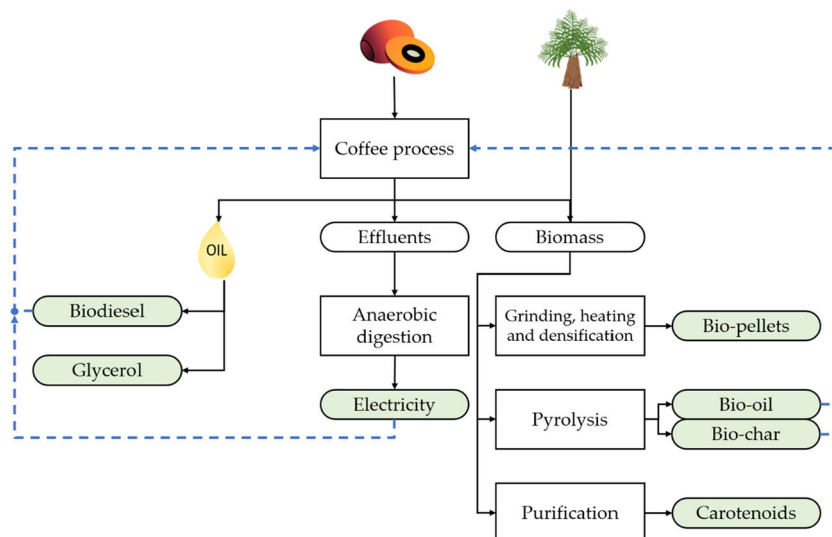 Coffee process
OIL
Effluents
Biomass
Biodiesel
Glycerol
Anaerobic
digestion
Electricity
Grinding, heating
and densification
Bio-pellets
Pyrolysis
Bio-oil
Bio-char
Purification
Carotenoids